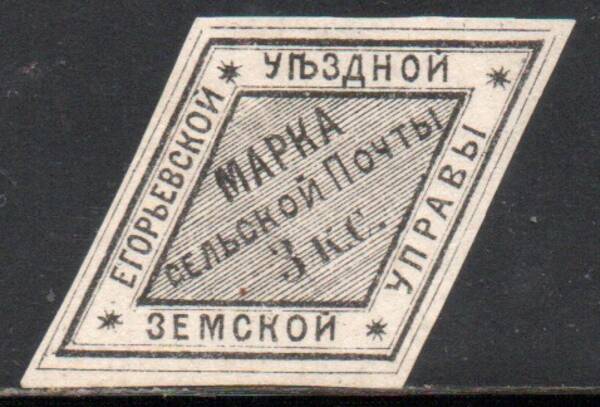 ЕГОРЬЕВСКОЙ
УѢЗДНОЙ
ЗЕМСКОЙ
УПРАВЫ
МАРКА
СЕЛЬСКОЙ ПОЧТЫ
3 КС.